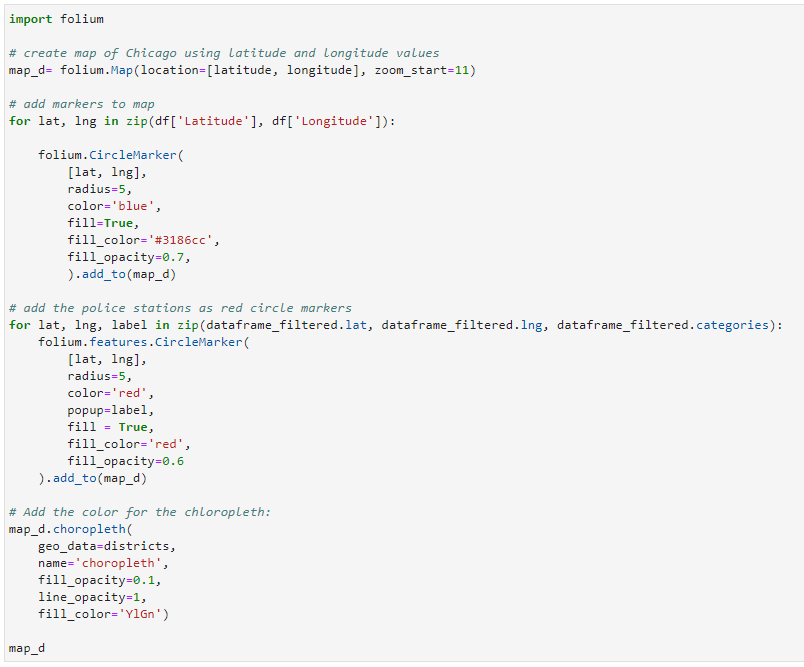 import folium

# create map of Chicago using latitude and longitude values
map_d= folium.Map(location=[latitude, longitude], zoom_start=11)

# add markers to map
for lat, lng in zip(df['Latitude'], df['Longitude']):

    folium.CircleMarker(
        [lat, lng],
        radius=5,
        color='blue',
        fill=True,
        fill_color='#3186cc',
        fill_opacity=0.7,
        ).add_to(map_d)

# add the police stations as red circle markers
for lat, lng, label in zip(dataframe_filtered.lat, dataframe_filtered.lng, dataframe_filtered.categories):
    folium.features.CircleMarker(
        [lat, lng],
        radius=5,
        color='red',
        popup=label,
        fill = True,
        fill_color='red',
        fill_opacity=0.6
    ).add_to(map_d)

# Add the color for the chloropleth:
map_d.choropleth(
    geo_data=districts,
    name='choropleth',
    fill_opacity=0.1,
    line_opacity=1,
    fill_color='YlGn')

map_d